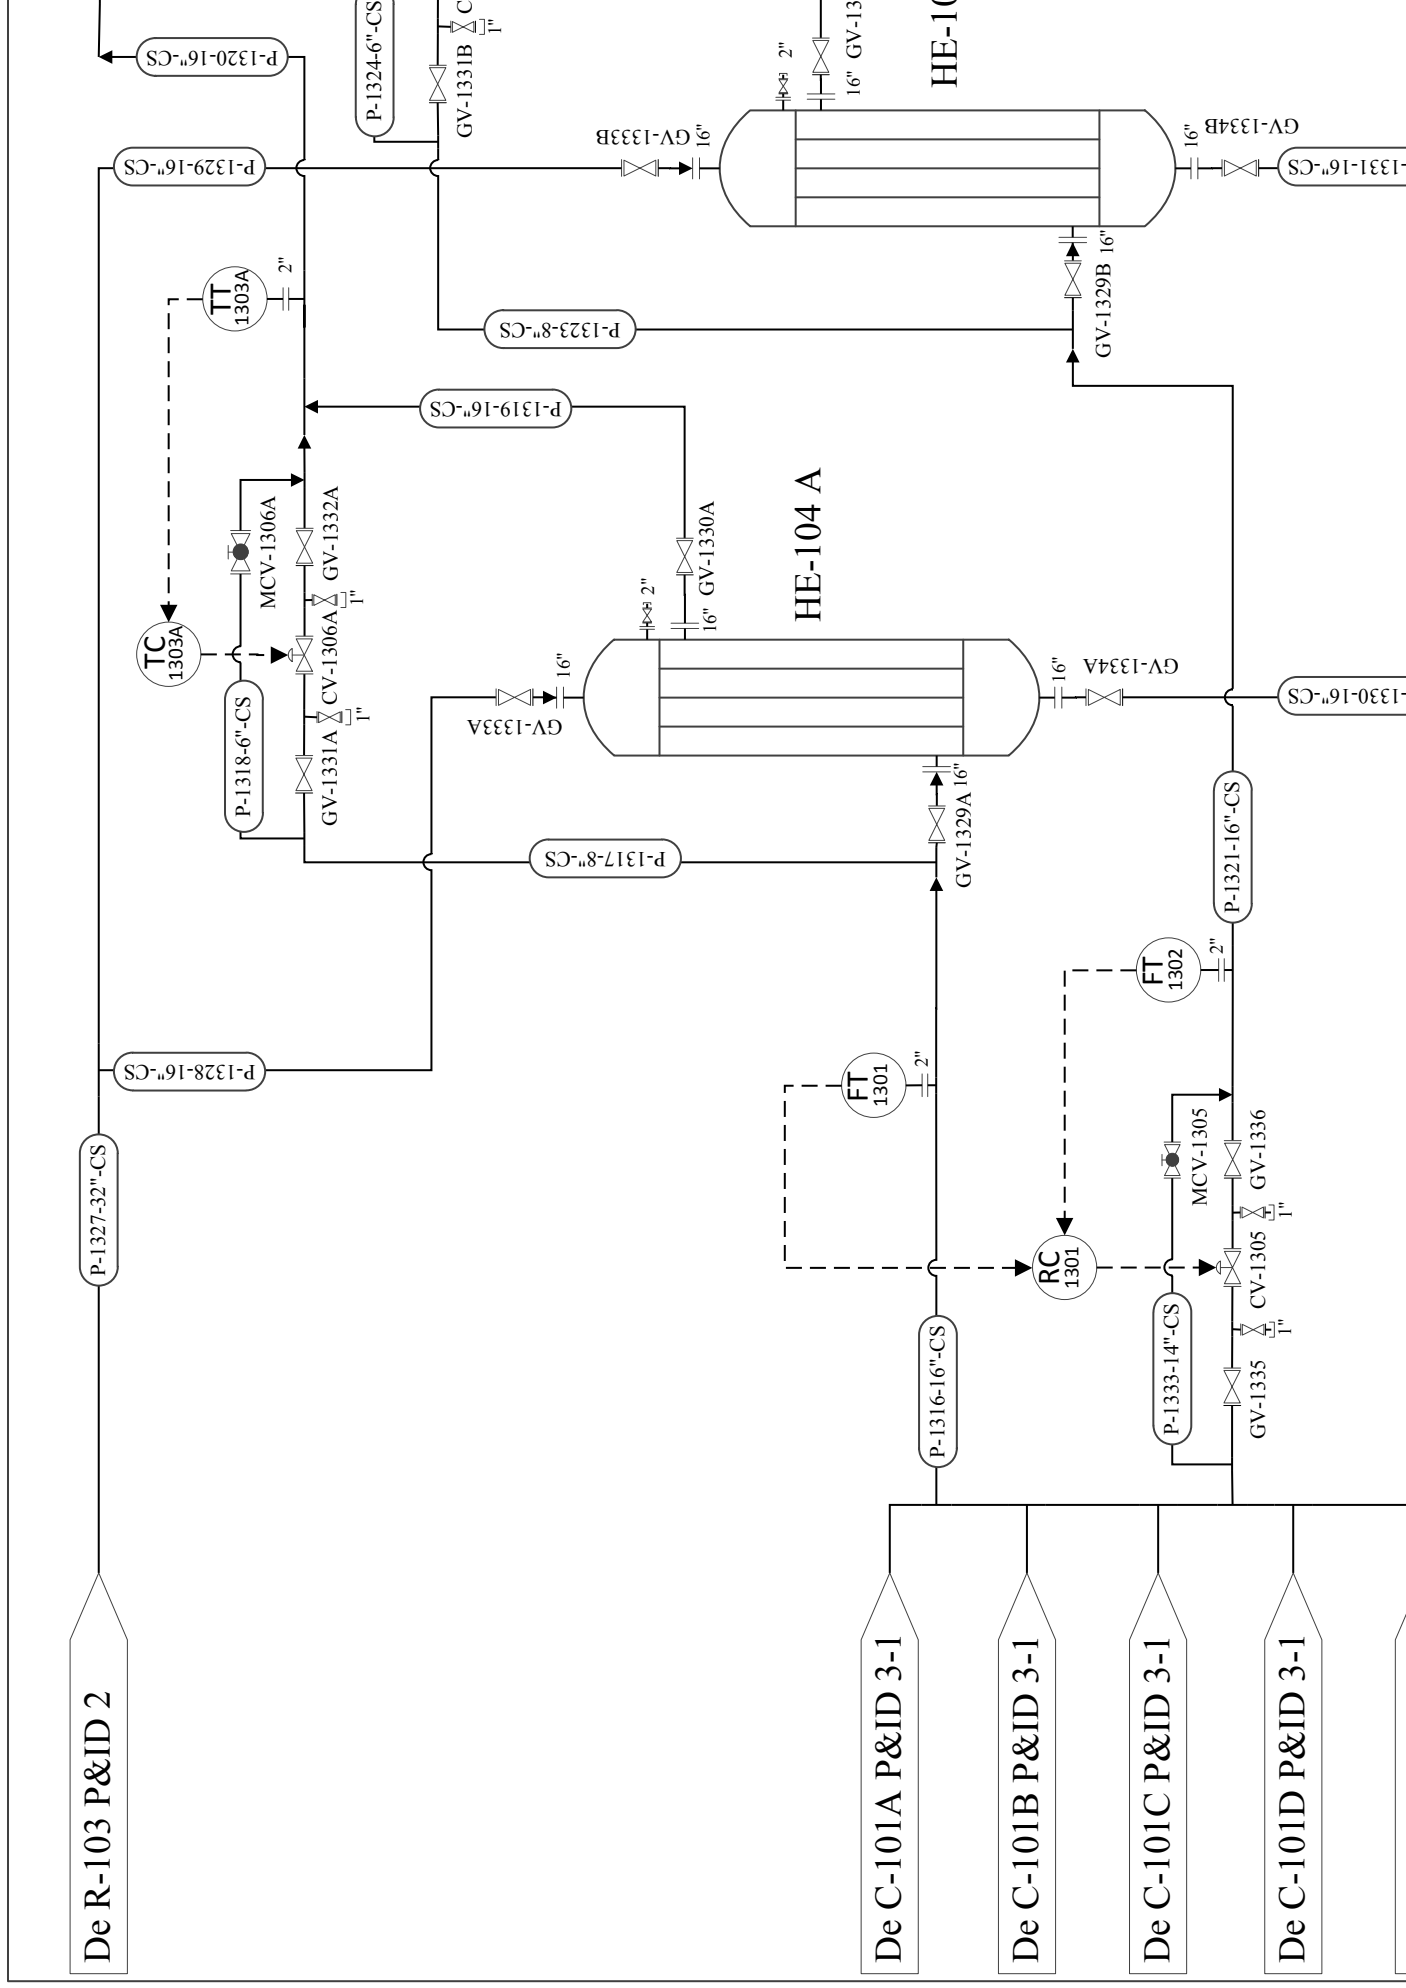 P-1320-16"-CS
P-1324-6"-CS
1"
GV-1331B
2"
16"
P-1329-16"-CS
GV-1333B
16"
16"
GV-1334B
TT
1303A
2"
P-1323-8"-CS
GV-1329B
16"
P-1319-16"-CS
MCV-1306A
GV-1332A
1"
TC
1303A
CV-1306A
1"
P-1318-6"-CS
GV-1331A
HE-104 A
GV-1330A
2"
16"
GV-1333A
16"
16"
GV-1334A
P-1317-8"-CS
GV-1329A
16"
P-1321-16"-CS
FT
1302
2"
P-1328-16"-CS
FT
1301
2"
P-1327-32"-CS
MCV-1305
GV-1336
1"
RC
1301
CV-1305
1"
P-1333-14"-CS
GV-1335
P-1316-16"-CS
De R-103 P&ID 2
De C-101A P&ID 3-1
De C-101B P&ID 3-1
De C-101C P&ID 3-1
De C-101D P&ID 3-1